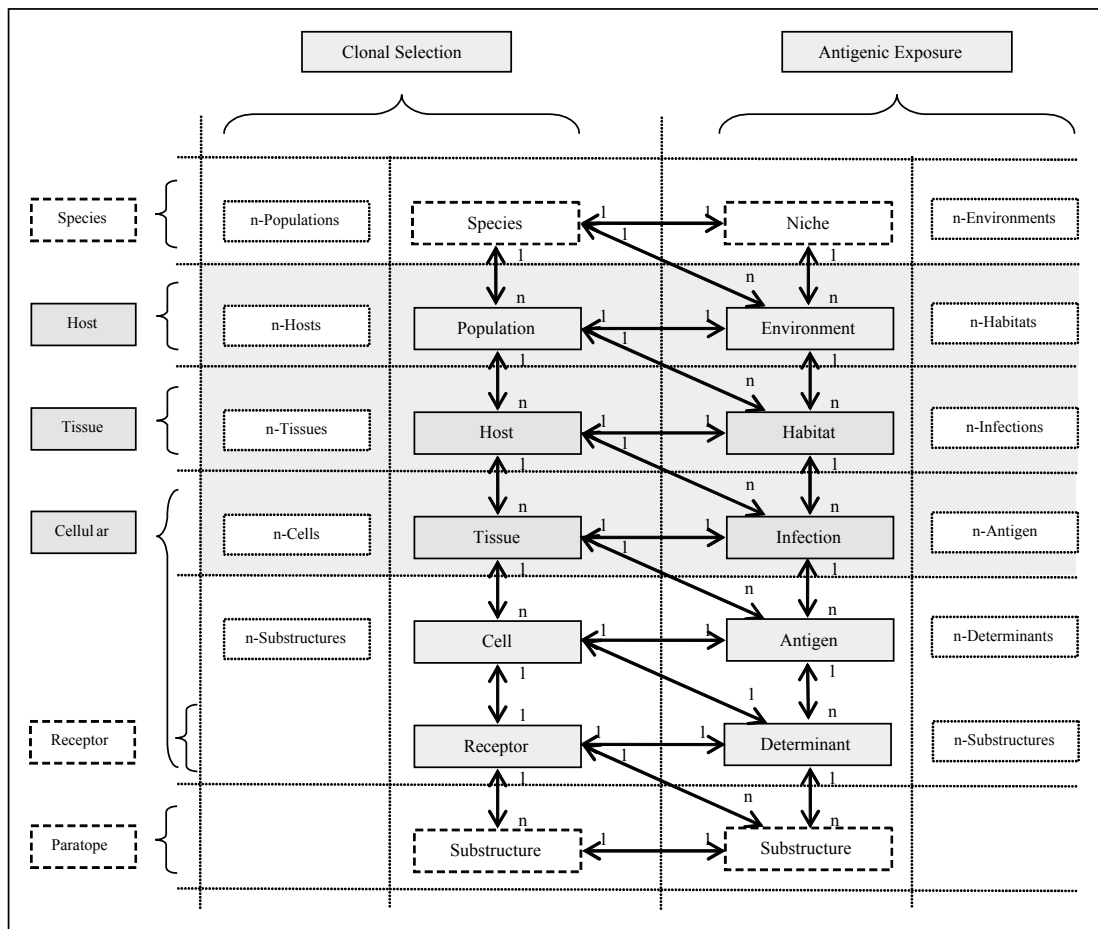 Clonal Selection
Antigenic Exposure
Species
n-Populations
Species
1
1
Niche
n-Environments
1
1
1
n
n
n
Host
n-Hosts
Population
1
1
Environment
n-Habitats
1
1
1
n
n
n
Tissue
n-Tissues
Host
1
1
Habitat
n-Infections
1
1
1
n
n
n
Cellular
n-Cells
Tissue
1
1
Infection
n-Antigen
1
1
1
n
n
n
n-Substructures
Cell
1
1
Antigen
n-Determinants
1
1
1
1
n
Receptor
Receptor
1
1
Determinant
n-Substructures
1
1
1
n
n
n
Paratope
Substructure
1
1
Substructure